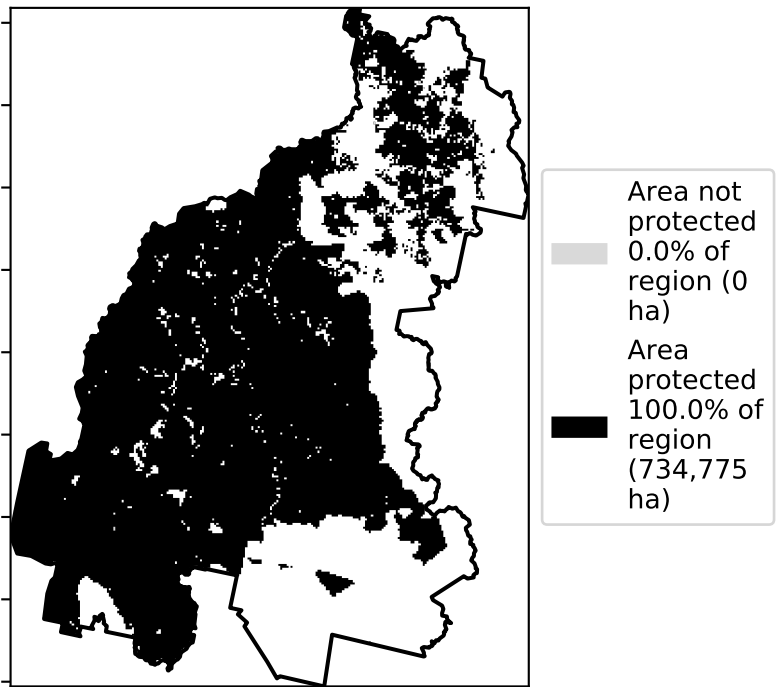 Area not
protected
0.0% of
region (0
ha)
Area
protected
100.0% of
region
(734,775
ha)